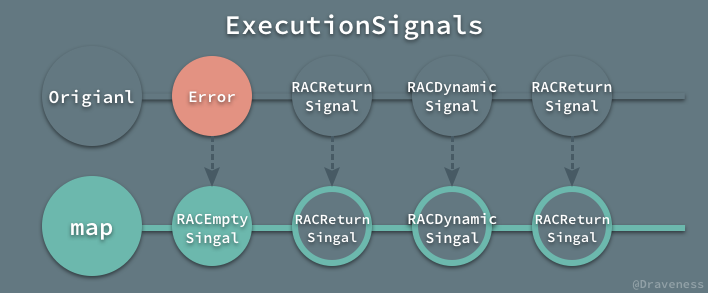 ExecutionSignals
Origianl
Error
RACReturn
Signal
RACDynamic
Signal
RACReturn
Signal
map
RACEmpty
Singal
RACReturn
Singal
RACDynamic
Singal
RACReturn
Singal
@Draveness